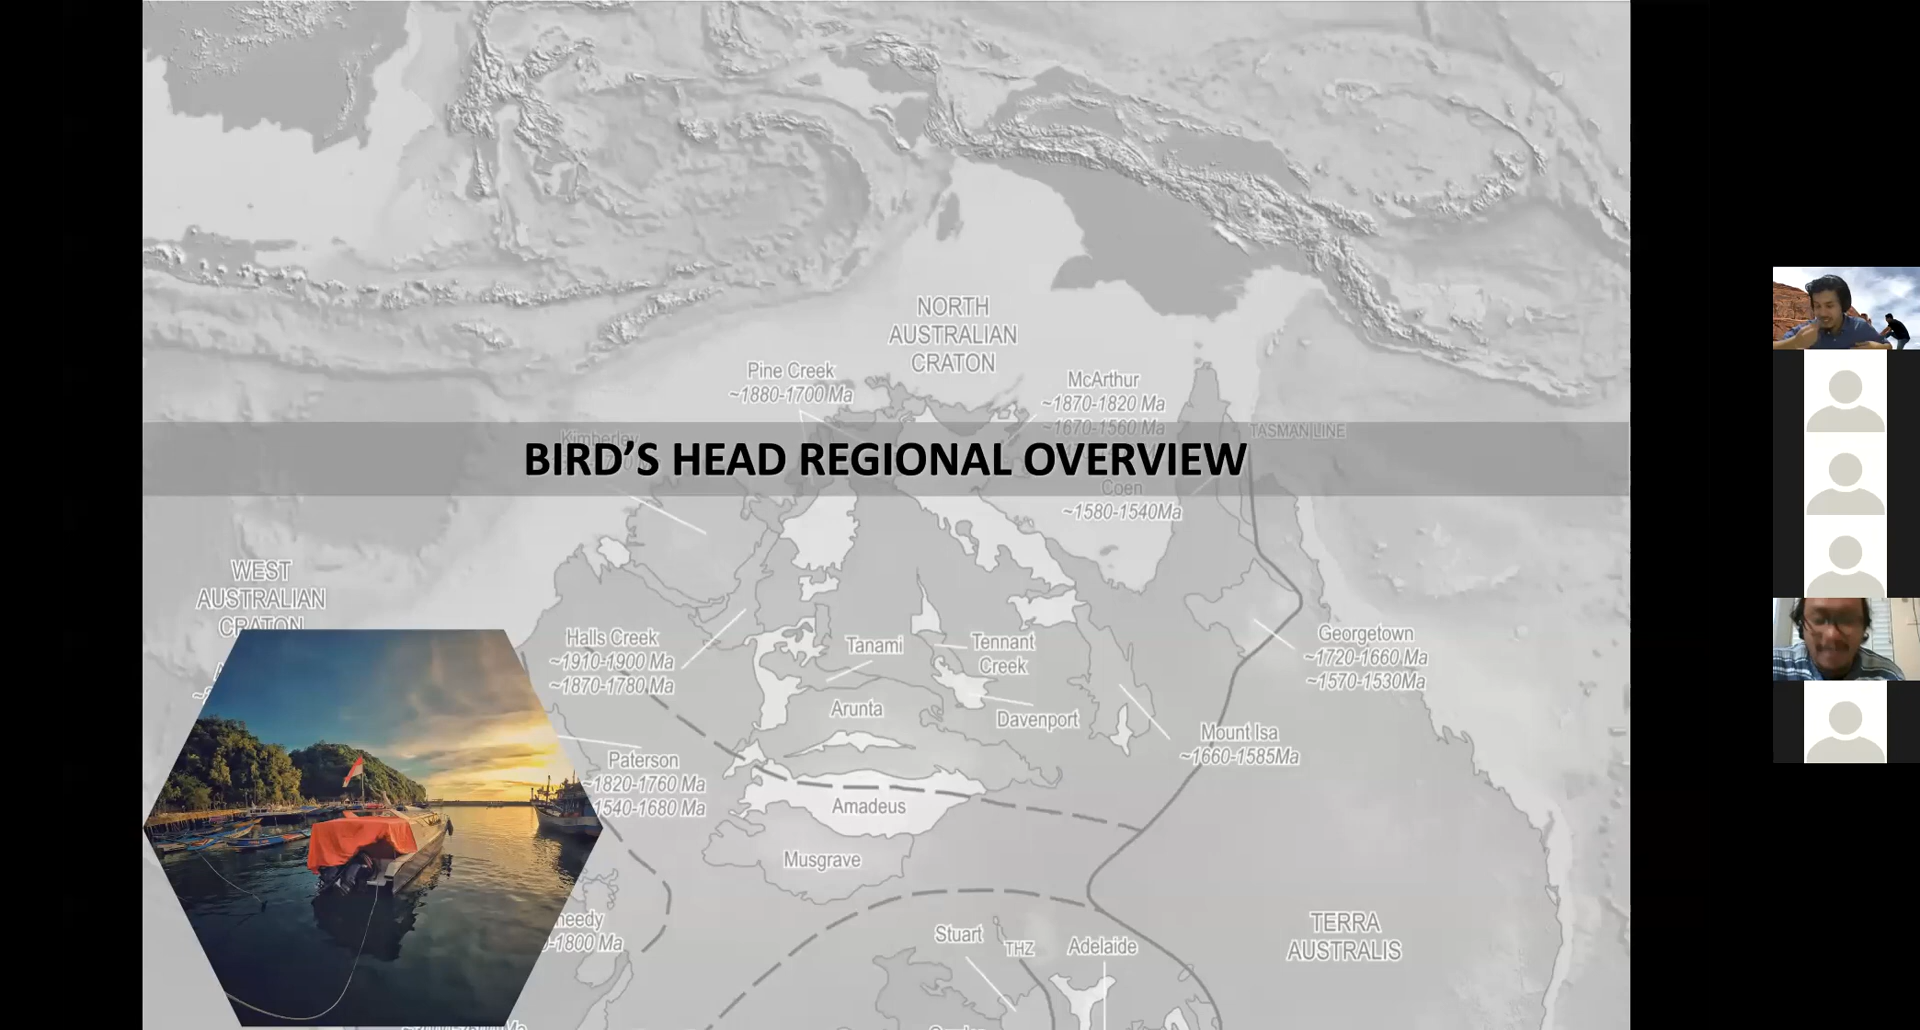 NORTH
AUSTRALIAN
CRATON
Pine Creek
~1880-1700 Ma
McArthur
~1870-1820 Ma
~1670-1560 Ma
Kimberley
TASMAN LINE
BIRD'S HEAD REGIONAL OVERVIEW
Coen
~1580-1540Ma
WEST
AUSTRALIAN
CRATON
Halls Creek
~1910-1900 Ma
~1870-1780Ma
Tanami
Tennant
Creek
Georgetown
~1720-1660 Ma
~1570-1530Ma
Arunta
Davenport
Mount Isa
~1660-1585Ma
Paterson
~1820-1760 Ma
1540-1680 Ma
Amadeus
Musgrave
needy
-1800 Ma
Stuart
THZ
Adelaide
TERRA
AUSTRALIS